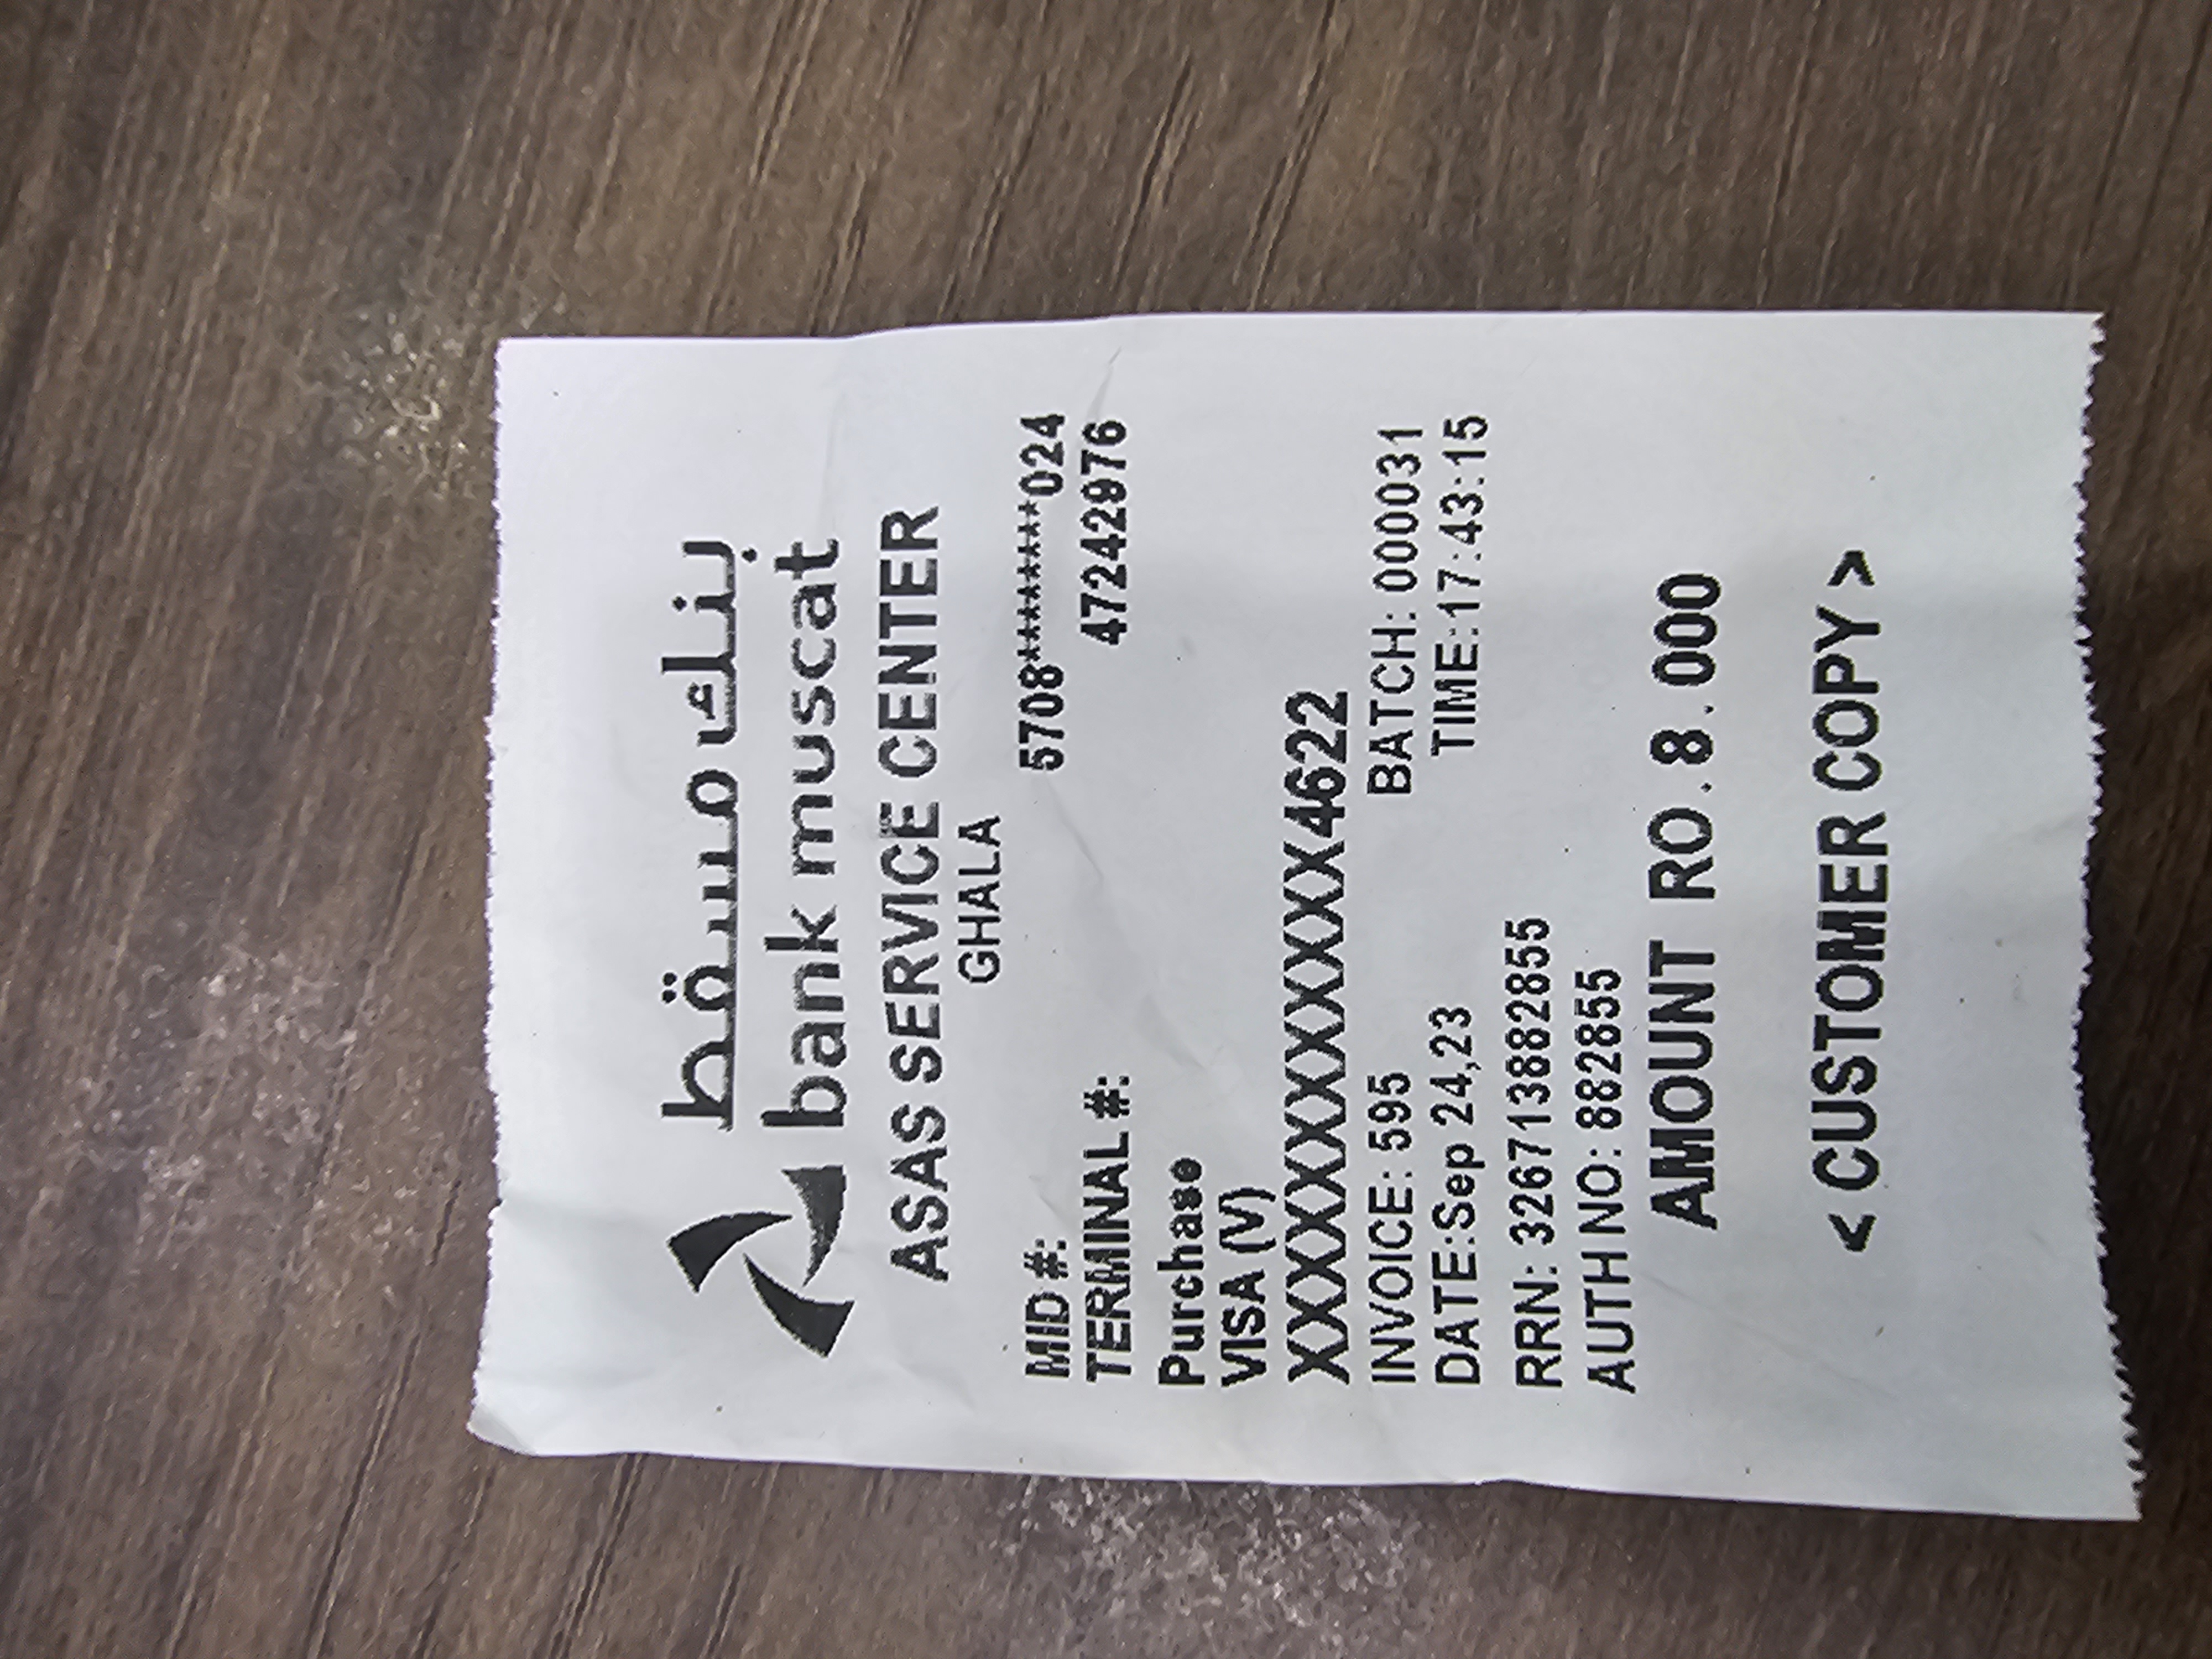 بنك مسقط
bank muscat
ASAS SERVICE CENTER
GHALA
MID #: 5708********024
TERMINAL #: 47242976
Purchase
VISA (V)
XXXXXXXXXXXX4622
INVOICE: 595 BATCH: 000031
DATE:Sep 24,23 TIME:17:43:15
RRN: 326713882855
AUTH NO: 882855
AMOUNT RO.8.000
< CUSTOMER COPY >